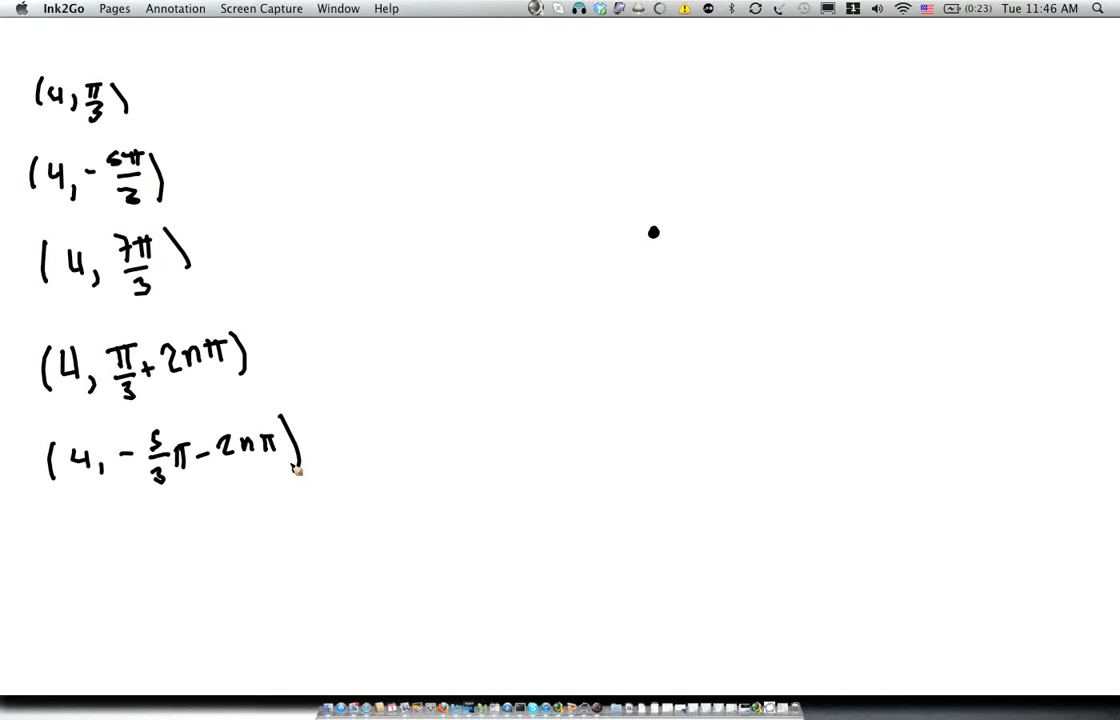 Ink2Go Pages Annotation Screen Capture Window Help (0:23) Tue 11:46 AM
(4, π/3)
(4, -5π/3)
(4, 7π/3)
(4, π/3 + 2nπ)
(4, -5/3 π - 2nπ)